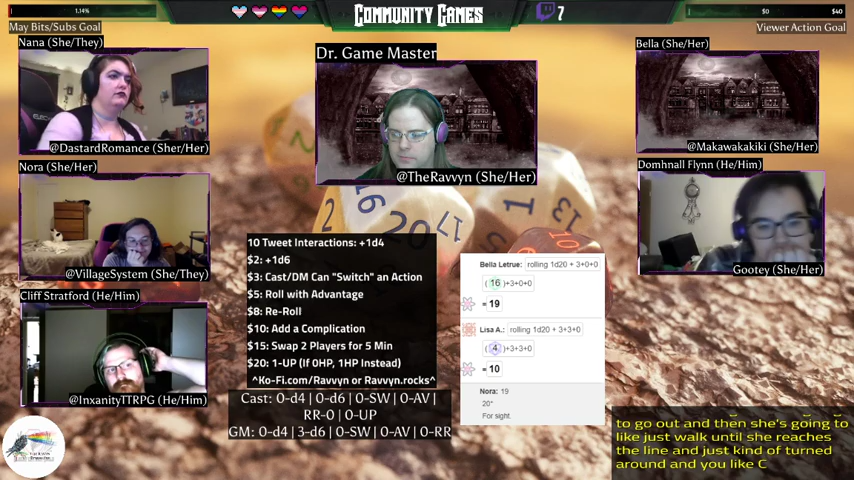 1.14%
COMMUNITY GAMES
7
$0
$40
May Bits/Subs Goal
Viewer Action Goal
Nana (She/They)
@DastardRomance (Sher/Her)
Nora (She/Her)
@VillageSystem (She/They)
Cliff Stratford (He/Him)
@InxanityTTRPG (He/Him)
Dr. Game Master
@TheRavvyn (She/Her)
Bella (She/Her)
@Makawakakiki (She/Her)
Domhnall Flynn (He/Him)
Gootey (She/Her)
10 Tweet Interactions: +1d4
$2: +1d6
$3: Cast/DM Can "Switch" an Action
$5: Roll with Advantage
$8: Re-Roll
$10: Add a Complication
$15: Swap 2 Players for 5 Min
$20: 1-UP (If 0HP, 1HP Instead)
^Ko-Fi.com/Ravvyn or Ravvyn.rocks^
Cast: 0-d4 | 0-d6 | 0-SW | 0-AV |
RR-0 | 0-UP
GM: 0-d4 | 3-d6 | 0-SW | 0-AV | 0-RR
Bella Letrue: rolling 1d20 + 3+0+0
(16)+3+0+0
= 19
Lisa A.: rolling 1d20 + 3+3+0
(4)+3+3+0
= 10
Nora: 19
20*
For sight.
to go out and then she's going to
like just walk until she reaches
the line and just kind of turned
around and you like C